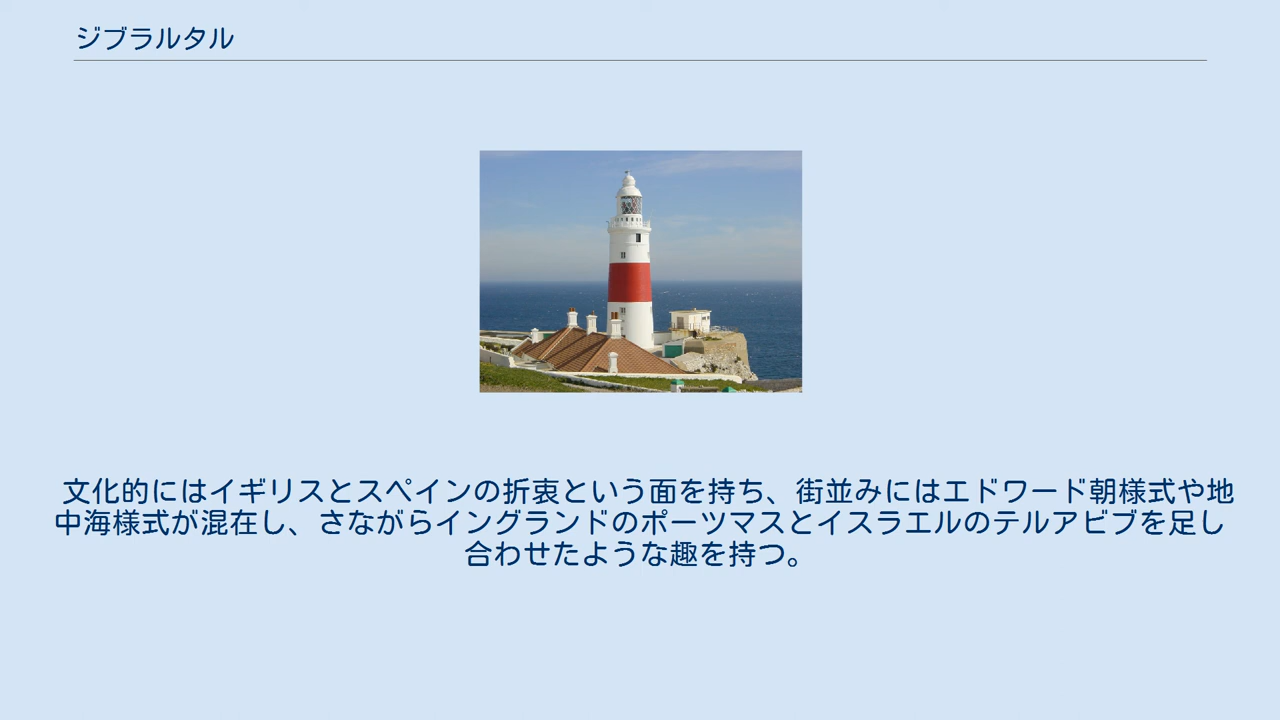 ジブラルタル
文化的にはイギリスとスペインの折衷という面を持ち、街並みにはエドワード朝様式や地
中海様式が混在し、さながらイングランドのポーツマスとイスラエルのテルアビブを足し
合わせたような趣を持つ。